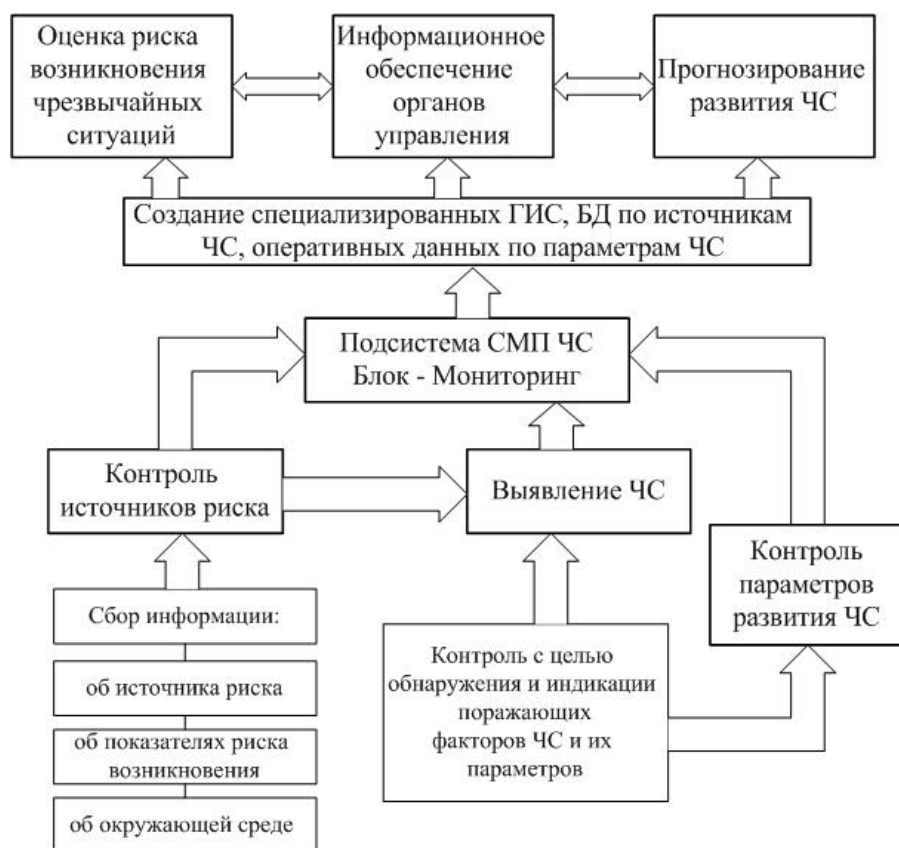 Оценка риска
возникновения
чрезвычайных
ситуаций
Информационное
обеспечение
органов
управления
Прогнозирование
развития ЧС
Создание специализированных ГИС, БД по источникам
ЧС, оперативных данных по параметрам ЧС
Подсистема СМП ЧС
Блок - Мониторинг
Контроль
источников риска
Выявление ЧС
Контроль
параметров
развития ЧС
Сбор информации:
об источника риска
об показателях риска
возникновения
об окружающей среде
Контроль с целью
обнаружения и индикации
поражающих
факторов ЧС и их
параметров